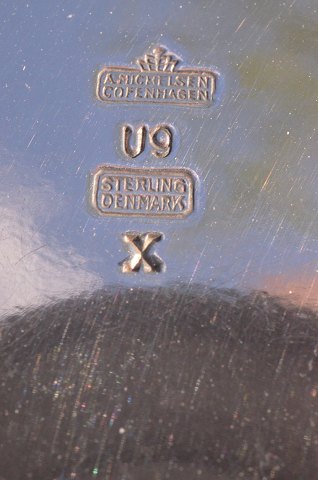 A. MICHELSEN
COPENHAGEN
U9
STERLING
DENMARK
X